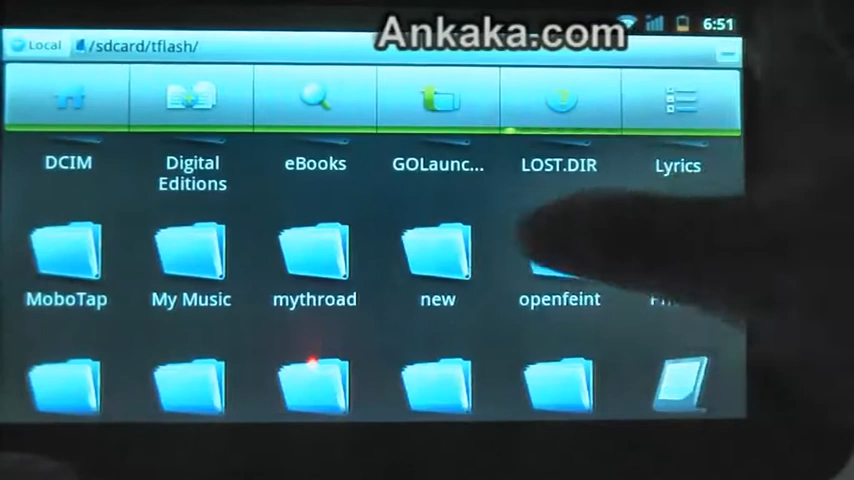 Ankaka.com
6:51
Local /sdcard/tflash/
DCIM
Digital Editions
eBooks
GOLaunc...
LOST.DIR
Lyrics
MoboTap
My Music
mythroad
new
openfeint